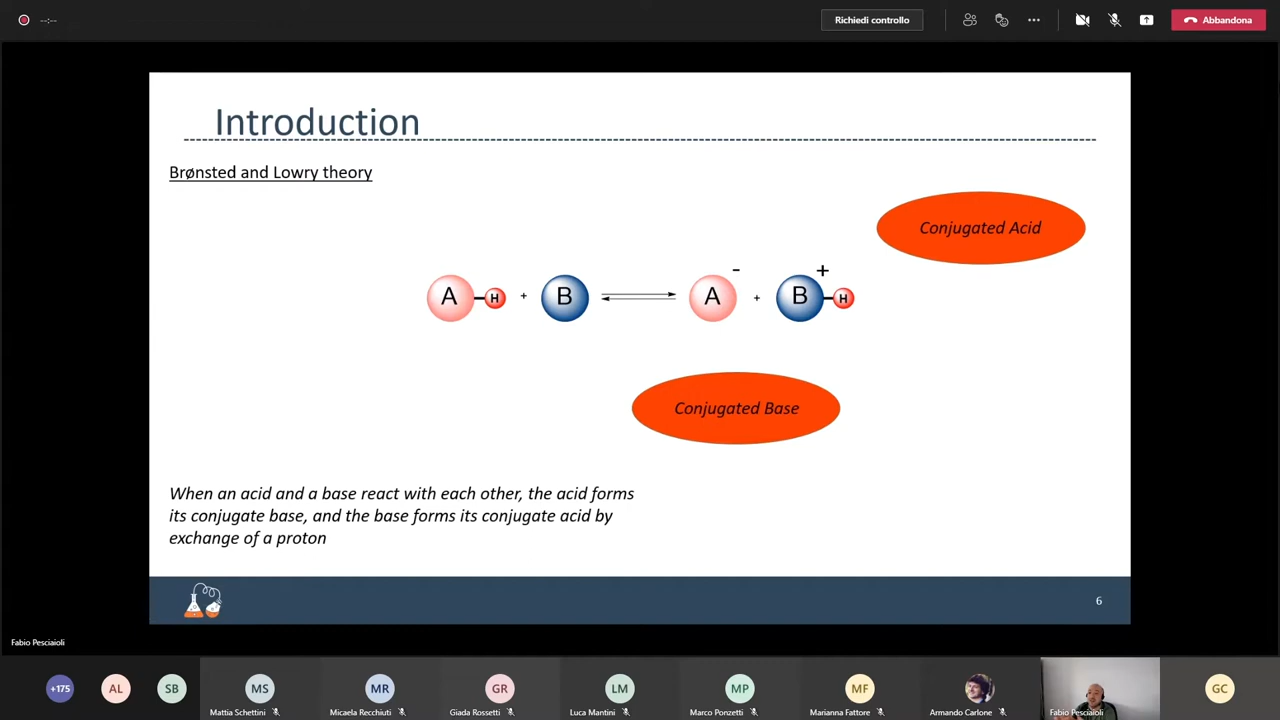 --:--
Richiedi controllo
Abbandona
Introduction
Brønsted and Lowry theory
Conjugated Acid
A H + B A - + B + H
Conjugated Base
When an acid and a base react with each other, the acid forms
its conjugate base, and the base forms its conjugate acid by
exchange of a proton
6
Fabio Pesciaioli
+175
AL
SB
MS
Mattia Schettini
MR
Micaela Recchiuti
GR
Giada Rossetti
LM
Luca Mantini
MP
Marco Ponzetti
MF
Marianna Fattore
Armando Carlone
Fabio Pesciaioli
GC